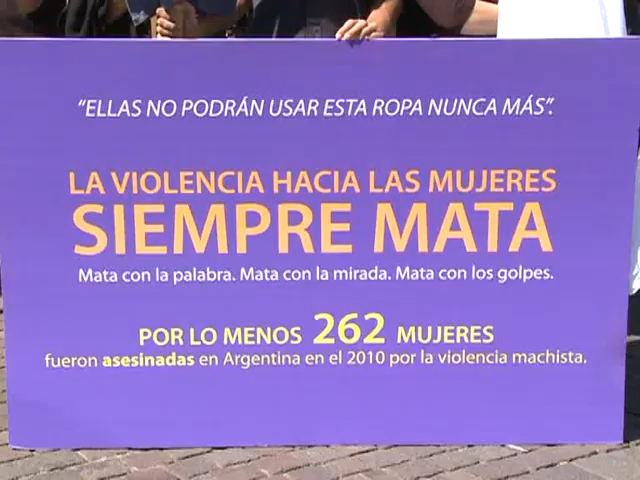 “ELLAS NO PODRÁN USAR ESTA ROPA NUNCA MÁS”.
LA VIOLENCIA HACIA LAS MUJERES
SIEMPRE MATA
Mata con la palabra. Mata con la mirada. Mata con los golpes.
POR LO MENOS 262 MUJERES
fueron asesinadas en Argentina en el 2010 por la violencia machista.